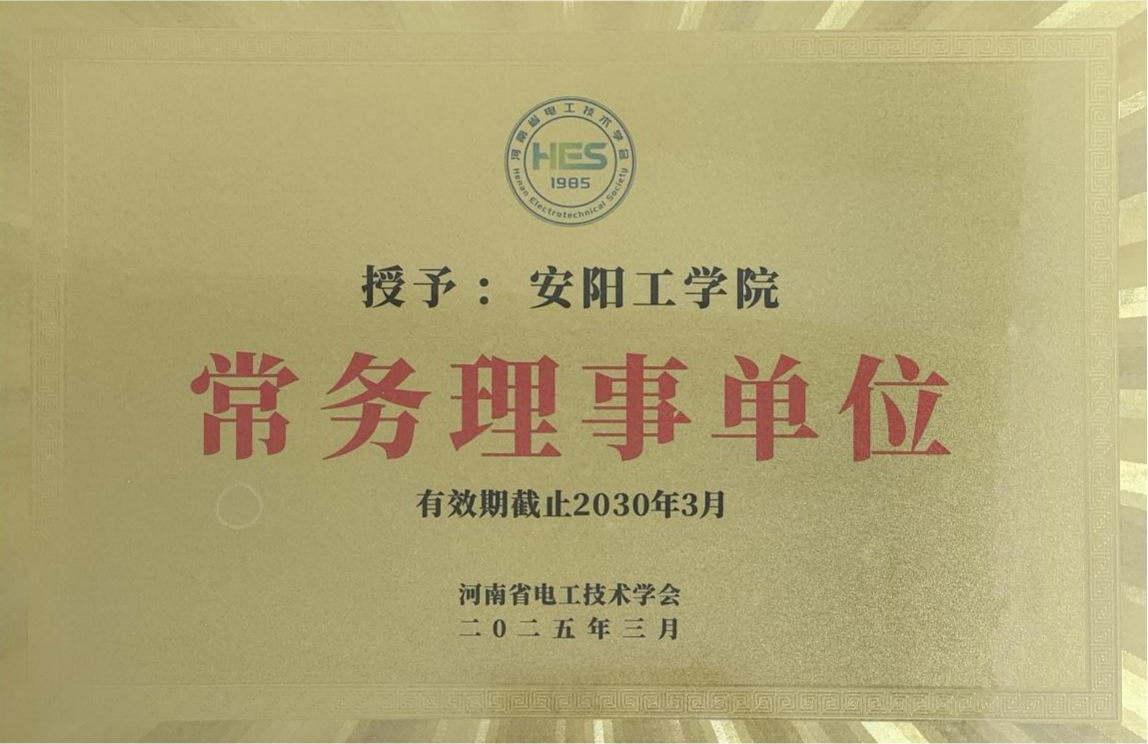 河南省电工技术学会
HES
1985
Henan Electrotechnical Society
授予：安阳工学院
常务理事单位
有效期截止2030年3月
河南省电工技术学会
二0二五年三月